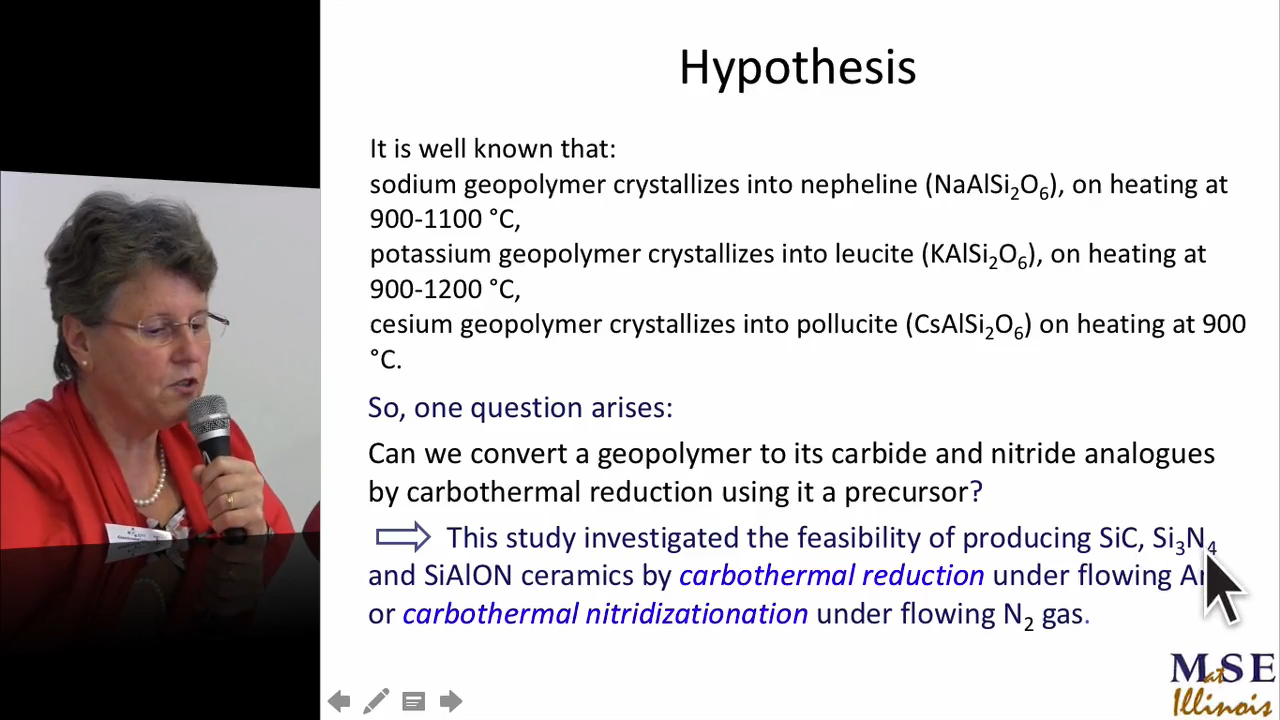 Hypothesis
It is well known that:
sodium geopolymer crystallizes into nepheline (NaAlSi₂O₆), on heating at
900-1100 °C,
potassium geopolymer crystallizes into leucite (KAlSi₂O₆), on heating at
900-1200 °C,
cesium geopolymer crystallizes into pollucite (CsAlSi₂O₆) on heating at 900
°C.
So, one question arises:
Can we convert a geopolymer to its carbide and nitride analogues
by carbothermal reduction using it a precursor?
This study investigated the feasibility of producing SiC, Si₃N₄
and SiAlON ceramics by carbothermal reduction under flowing Ar
or carbothermal nitridizationation under flowing N₂ gas.
MatSE
Illinois